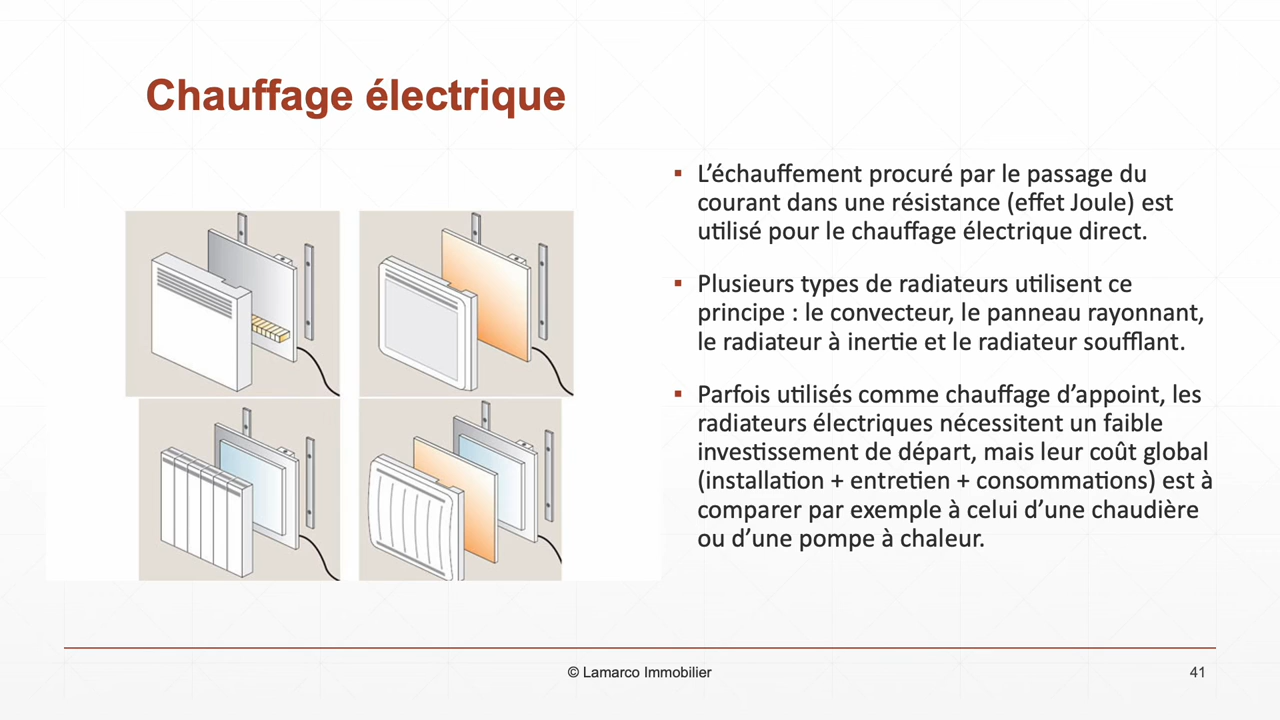 Chauffage électrique
▪ L’échauffement procuré par le passage du
courant dans une résistance (effet Joule) est
utilisé pour le chauffage électrique direct.
▪ Plusieurs types de radiateurs utilisent ce
principe : le convecteur, le panneau rayonnant,
le radiateur à inertie et le radiateur soufflant.
▪ Parfois utilisés comme chauffage d’appoint, les
radiateurs électriques nécessitent un faible
investissement de départ, mais leur coût global
(installation + entretien + consommations) est à
comparer par exemple à celui d’une chaudière
ou d’une pompe à chaleur.
© Lamarco Immobilier
41